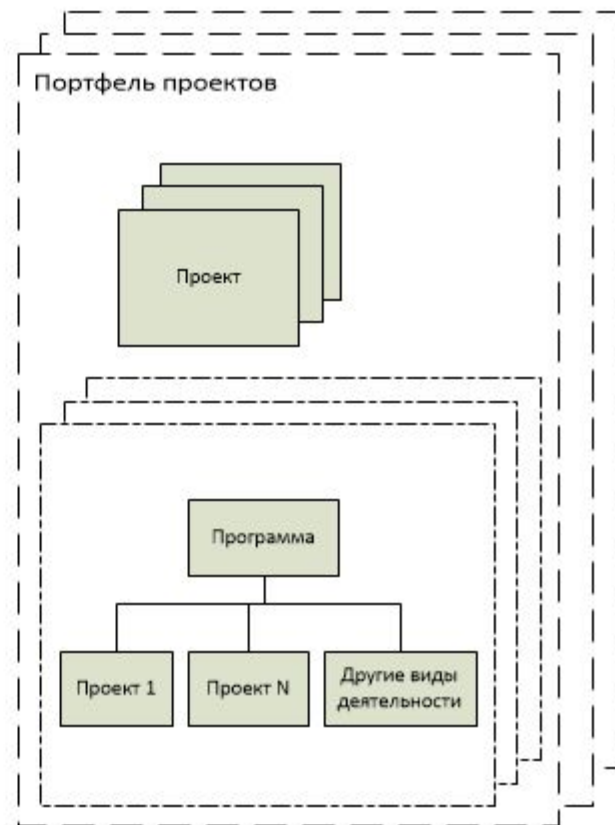 Портфель проектов
Проект
Программа
Проект 1
Проект N
Другие виды
деятельности